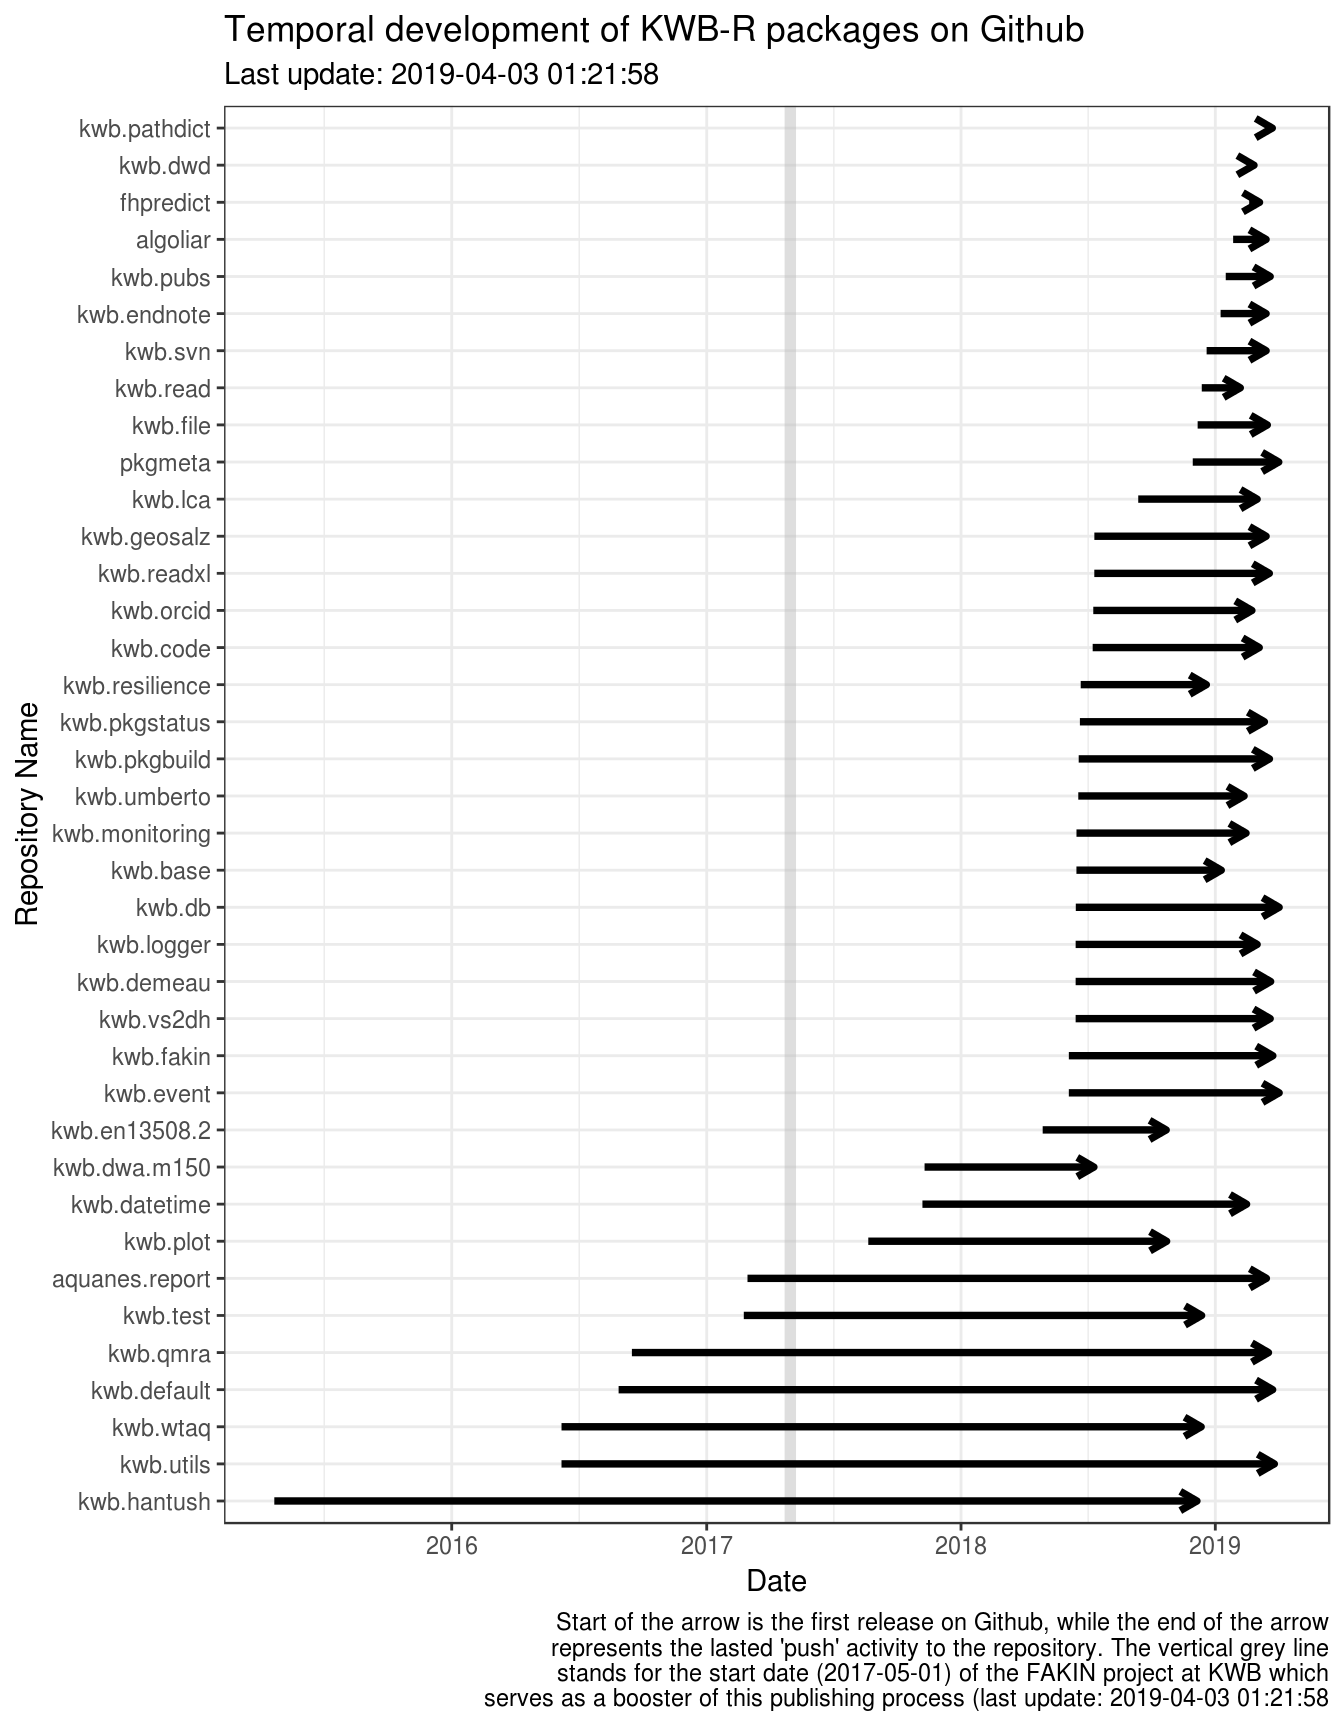 Temporal development of KWB-R packages on Github
Last update: 2019-04-03 01:21:58
kwb.pathdict
kwb.dwd
fhpredict
algoliar
kwb.pubs
kwb.endnote
kwb.svn
kwb.read
kwb.file
pkgmeta
kwb.lca
kwb.geosalz
kwb.readxl
kwb.orcid
kwb.code
kwb.resilience
kwb.pkgstatus
kwb.pkgbuild
kwb.umberto
kwb.monitoring
kwb.base
kwb.db
kwb.logger
kwb.demeau
kwb.vs2dh
kwb.fakin
kwb.event
kwb.en13508.2
kwb.dwa.m150
kwb.datetime
kwb.plot
aquanes.report
kwb.test
kwb.qmra
kwb.default
kwb.wtaq
kwb.utils
kwb.hantush
Repository Name
2016 2017 2018 2019
Date
Start of the arrow is the first release on Github, while the end of the arrow
represents the lasted 'push' activity to the repository. The vertical grey line
stands for the start date (2017-05-01) of the FAKIN project at KWB which
serves as a booster of this publishing process (last update: 2019-04-03 01:21:58